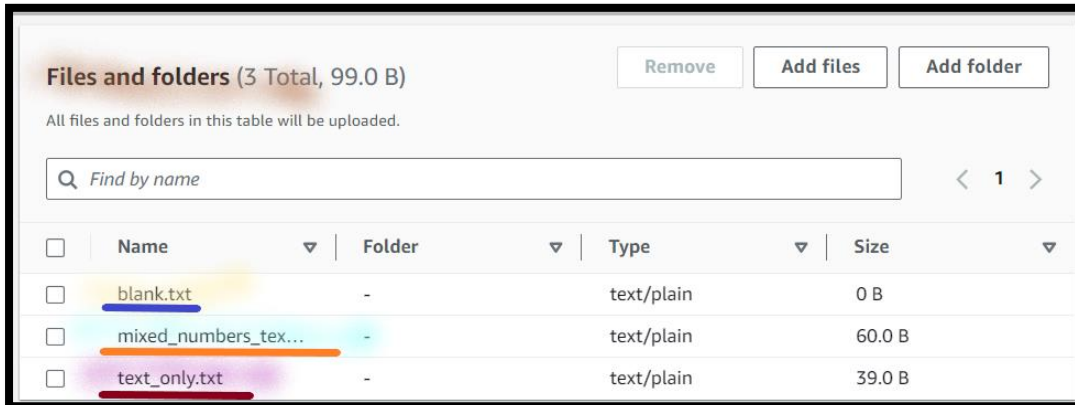 Files and folders (3 Total, 99.0 B) Remove Add files Add folder
All files and folders in this table will be uploaded.
Find by name 1
Name Folder Type Size
blank.txt - text/plain 0 B
mixed_numbers_tex... - text/plain 60.0 B
text_only.txt - text/plain 39.0 B